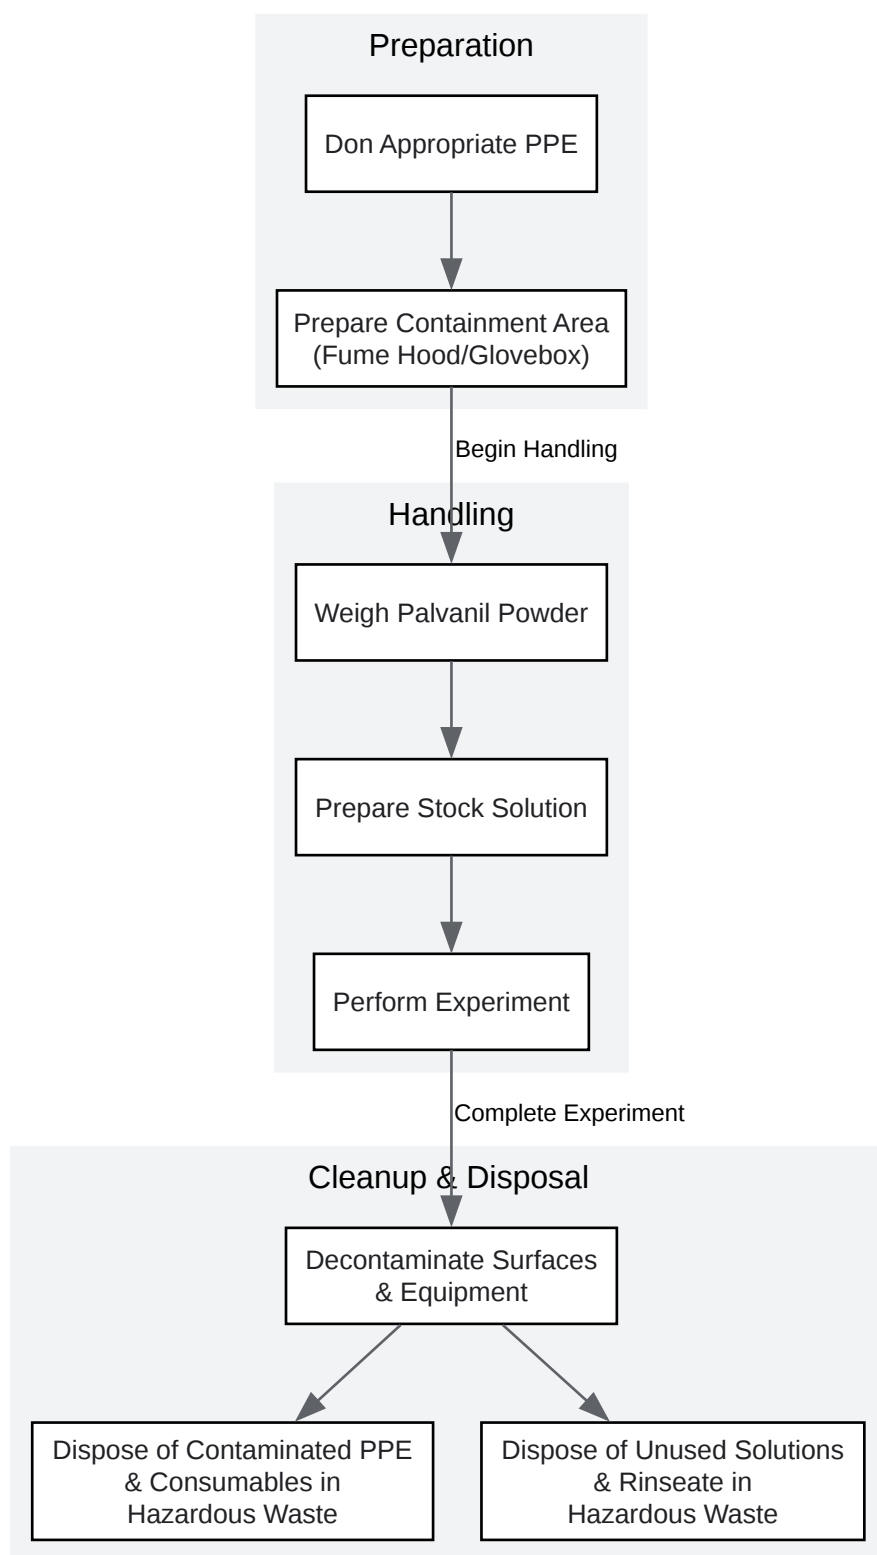 Preparation
Don Appropriate PPE
Prepare Containment Area
(Fume Hood/Glovebox)
Begin Handling
Handling
Weigh Palvanil Powder
Prepare Stock Solution
Perform Experiment
Complete Experiment
Cleanup & Disposal
Decontaminate Surfaces
& Equipment
Dispose of Contaminated PPE
& Consumables in
Hazardous Waste
Dispose of Unused Solutions
& Rinseate in
Hazardous Waste